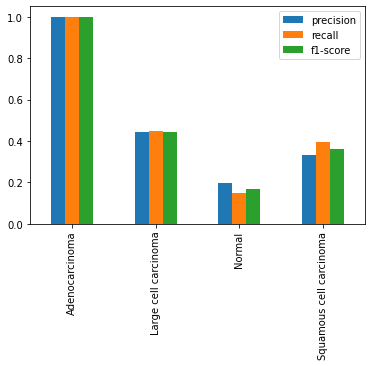 1.0
0.8
0.6
0.4
0.2
0.0
precision
recall
f1-score
Adenocarcinoma
Large cell carcinoma
Normal
Squamous cell carcinoma